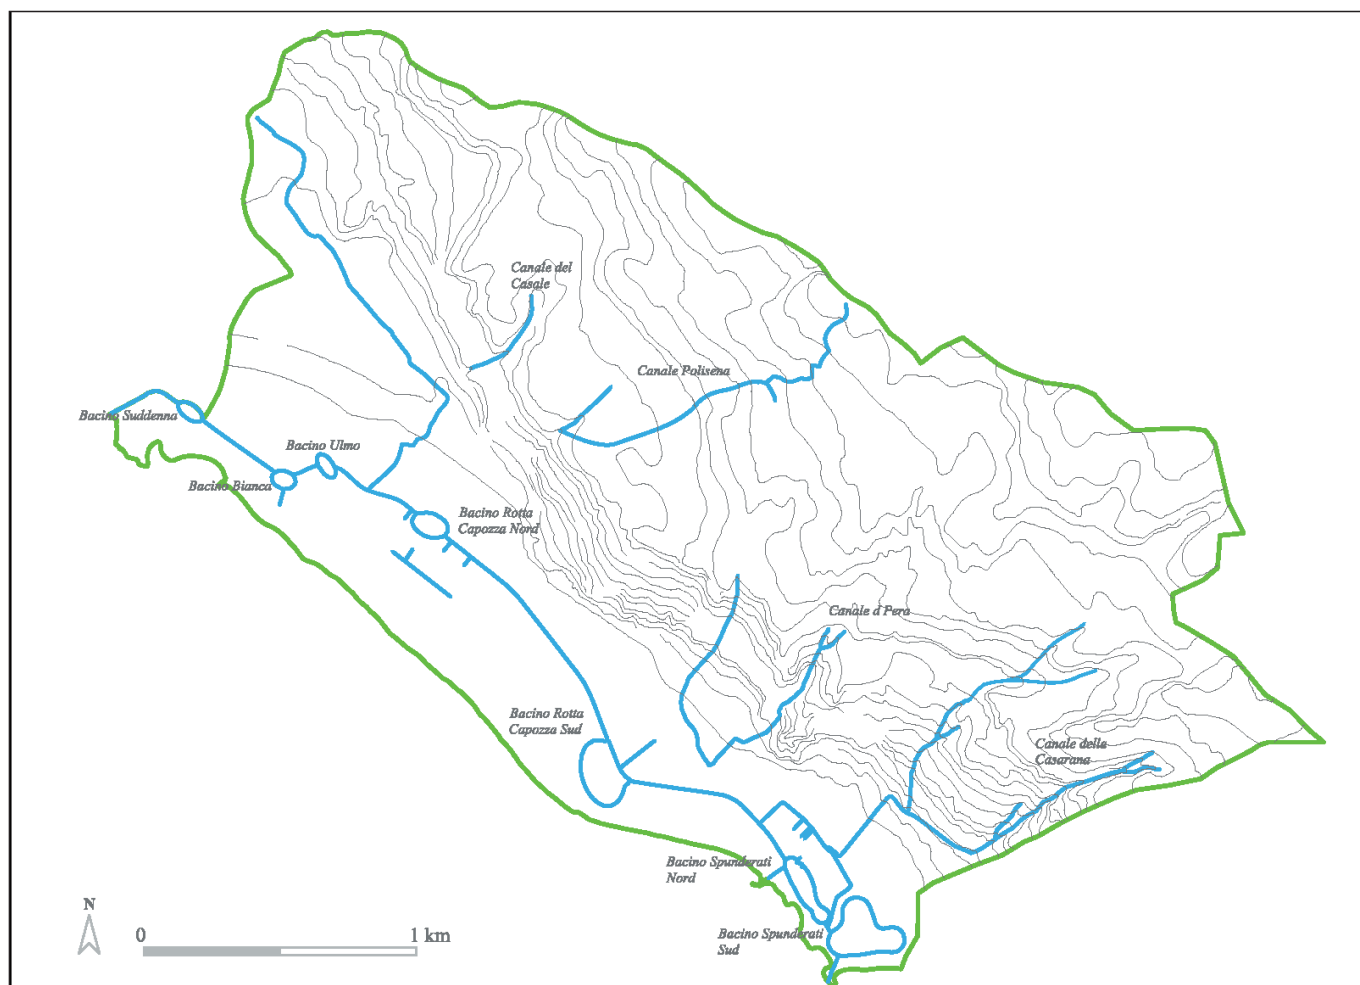 Canale del
Casale
Canale Polisena
Bacino Suddenna
Bacino Ulmo
Bacino Bianca
Bacino Rotta
Capozza Nord
Canale d Pera
Bacino Rotta
Capozza Sud
Canale della
Casarana
Bacino Spunderati
Nord
Bacino Spunderati
Sud
N
0
1 km